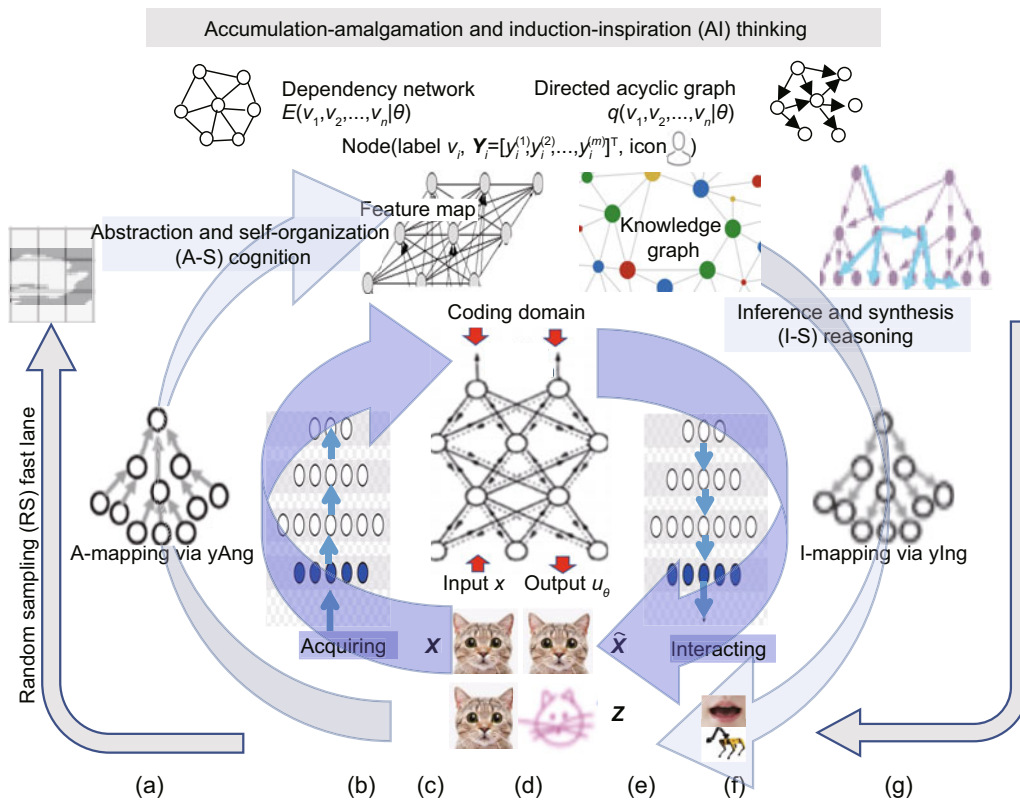 Accumulation-amalgamation and induction-inspiration (AI) thinking
Dependency network
E(v₁,v₂,...,vₙ|θ)
Directed acyclic graph
q(v₁,v₂,...,vₙ|θ)
Node(label vᵢ, Yᵢ=[yᵢ⁽¹⁾,yᵢ⁽²⁾,...,yᵢ⁽ᵐ⁾]ᵀ, icon )
Feature map
Knowledge
graph
Abstraction and self-organization
(A-S) cognition
Inference and synthesis
(I-S) reasoning
Coding domain
Random sampling (RS) fast lane
A-mapping via yAng
I-mapping via yIng
Input x
Output u_θ
Acquiring
X
X̃
Interacting
Z
(a)
(b)
(c)
(d)
(e)
(f)
(g)